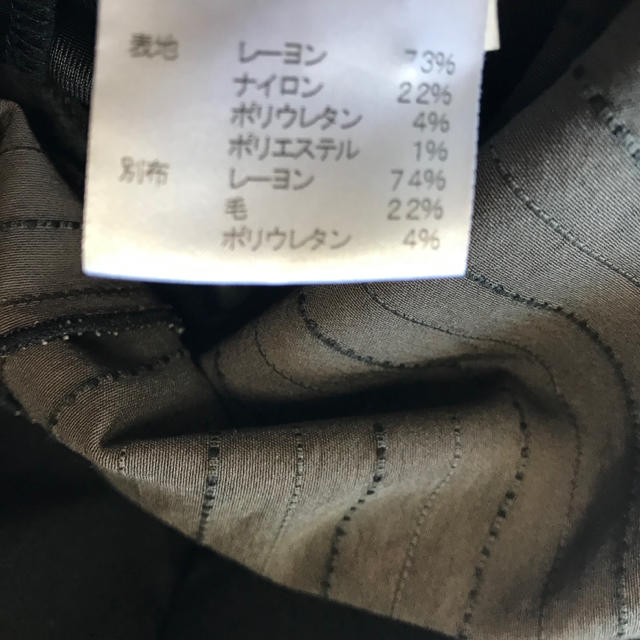 表地 レーヨン 73%
ナイロン 22%
ポリウレタン 4%
ポリエステル 1%
別布 レーヨン 74%
毛 22%
ポリウレタン 4%